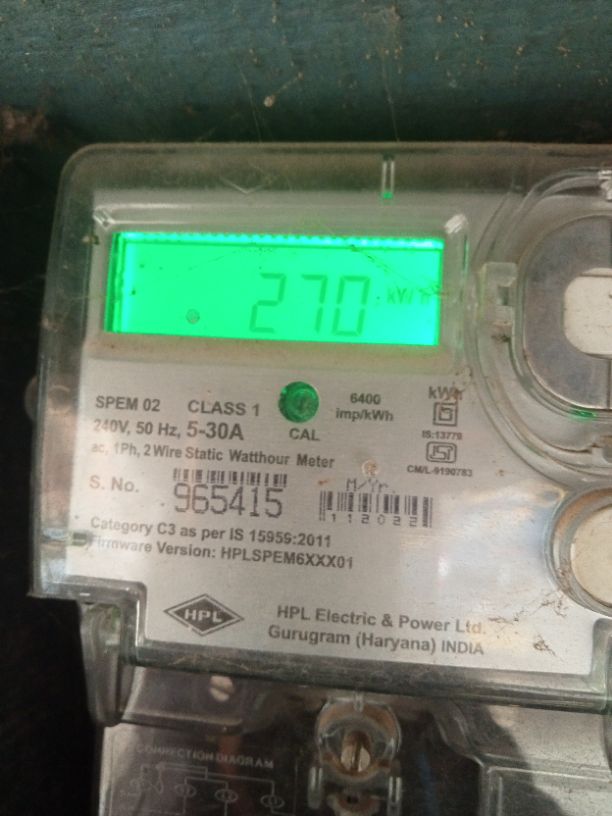 270 kWh
SPEM 02 CLASS 1 6400 imp/kWh kWh
240V, 50 Hz, 5-30A CAL IS:13779
ac, 1Ph, 2 Wire Static Watthour Meter CM/L-9190783
S. No. 965415 M/Yr. 112022
Category C3 as per IS 15959:2011
Firmware Version: HPLSPEM6XXX01
HPL HPL Electric & Power Ltd.
Gurugram (Haryana) INDIA
CONNECTION DIAGRAM